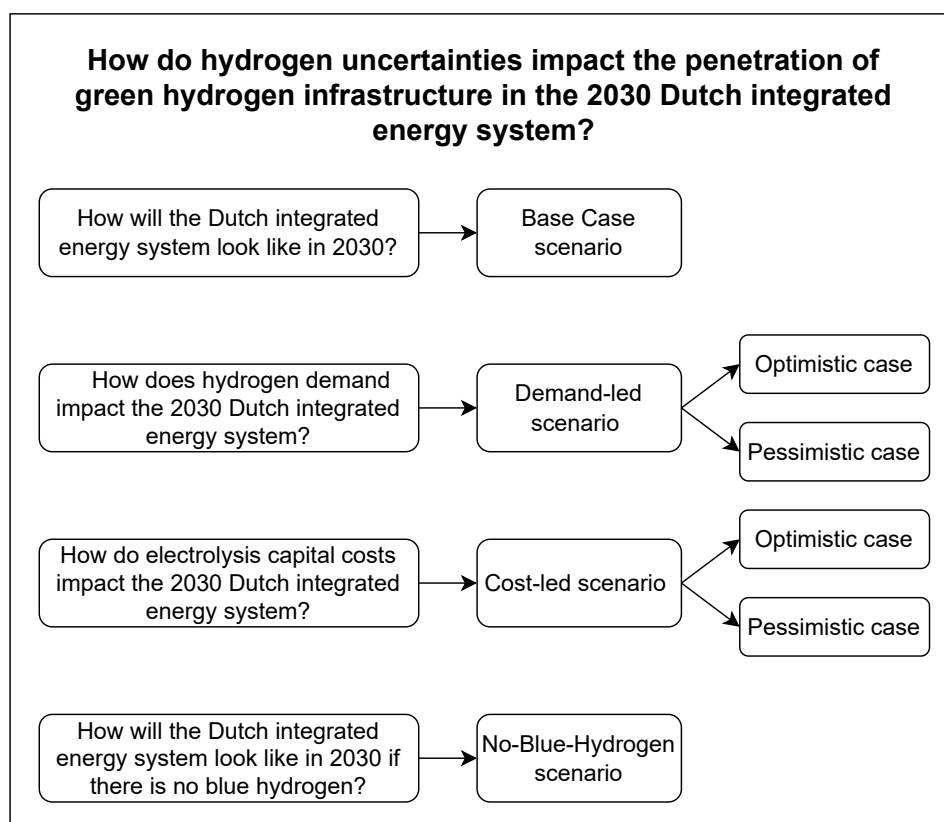 How do hydrogen uncertainties impact the penetration of
green hydrogen infrastructure in the 2030 Dutch integrated
energy system?
How will the Dutch integrated
energy system look like in 2030?
Base Case
scenario
How does hydrogen demand
impact the 2030 Dutch integrated
energy system?
Demand-led
scenario
Optimistic case
Pessimistic case
How do electrolysis capital costs
impact the 2030 Dutch integrated
energy system?
Cost-led scenario
Optimistic case
Pessimistic case
How will the Dutch integrated
energy system look like in 2030 if
there is no blue hydrogen?
No-Blue-Hydrogen
scenario